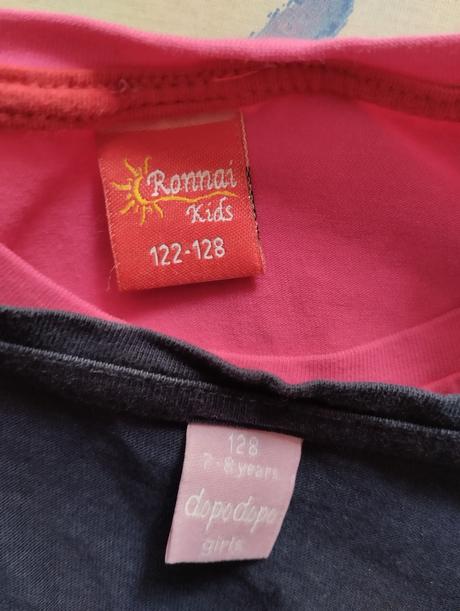 Ronnai
Kids
122-128
128
7-8 years
dopodopo
girls